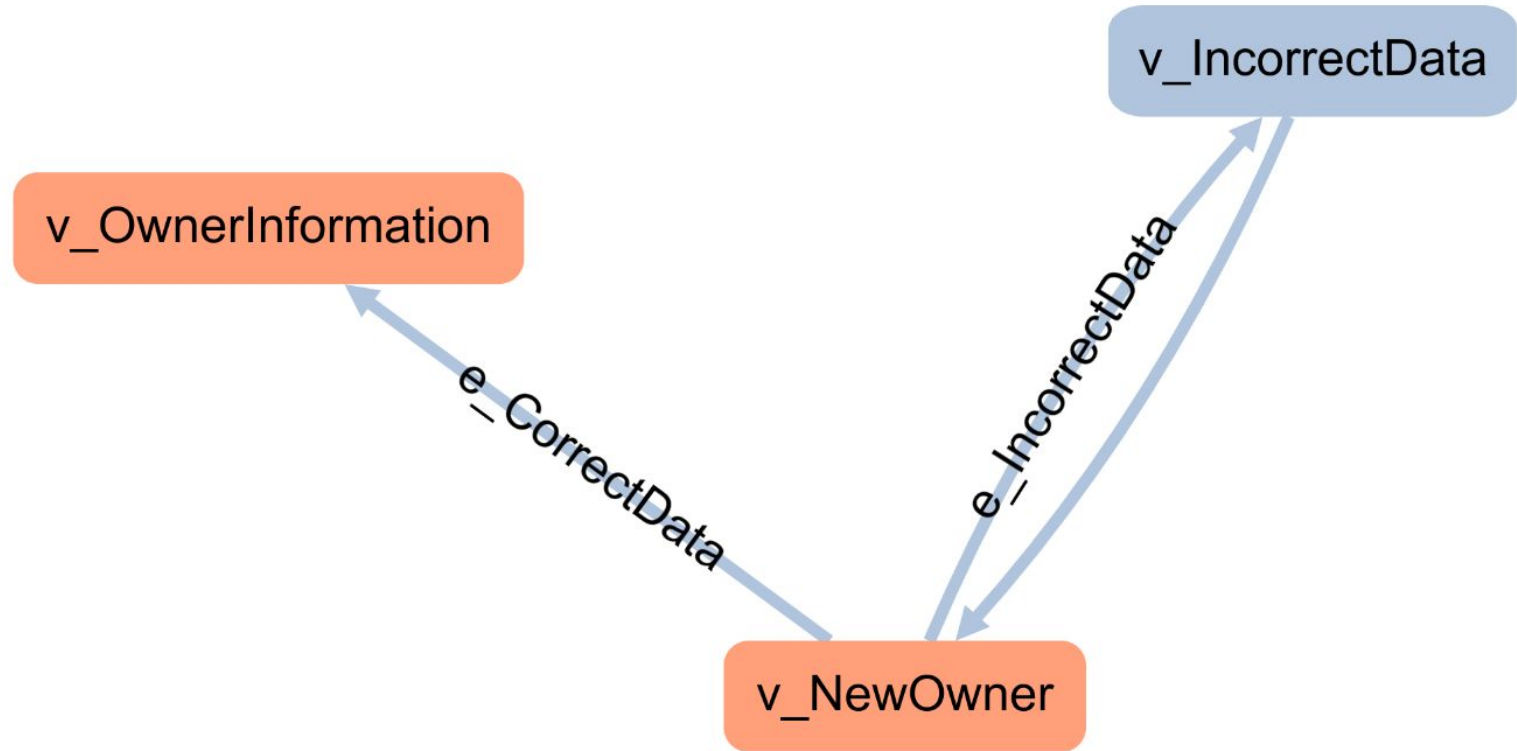 v_IncorrectData
v_OwnerInformation
e_IncorrectData
e_CorrectData
v_NewOwner